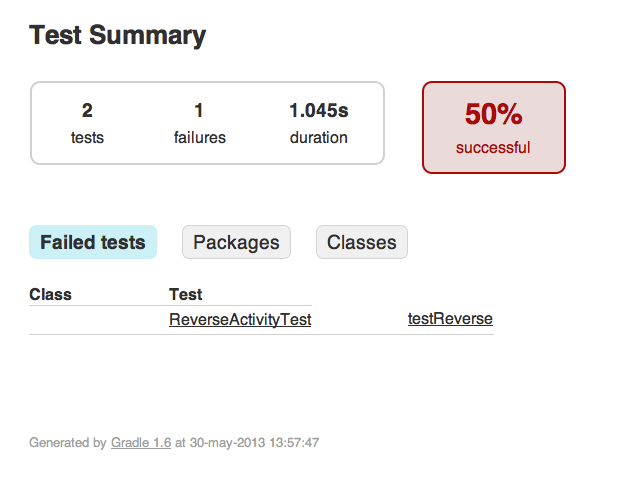 Test Summary
2 1 1.045s
tests failures duration
50%
successful
Failed tests Packages Classes
Class Test
ReverseActivityTest testReverse
Generated by Gradle 1.6 at 30-may-2013 13:57:47